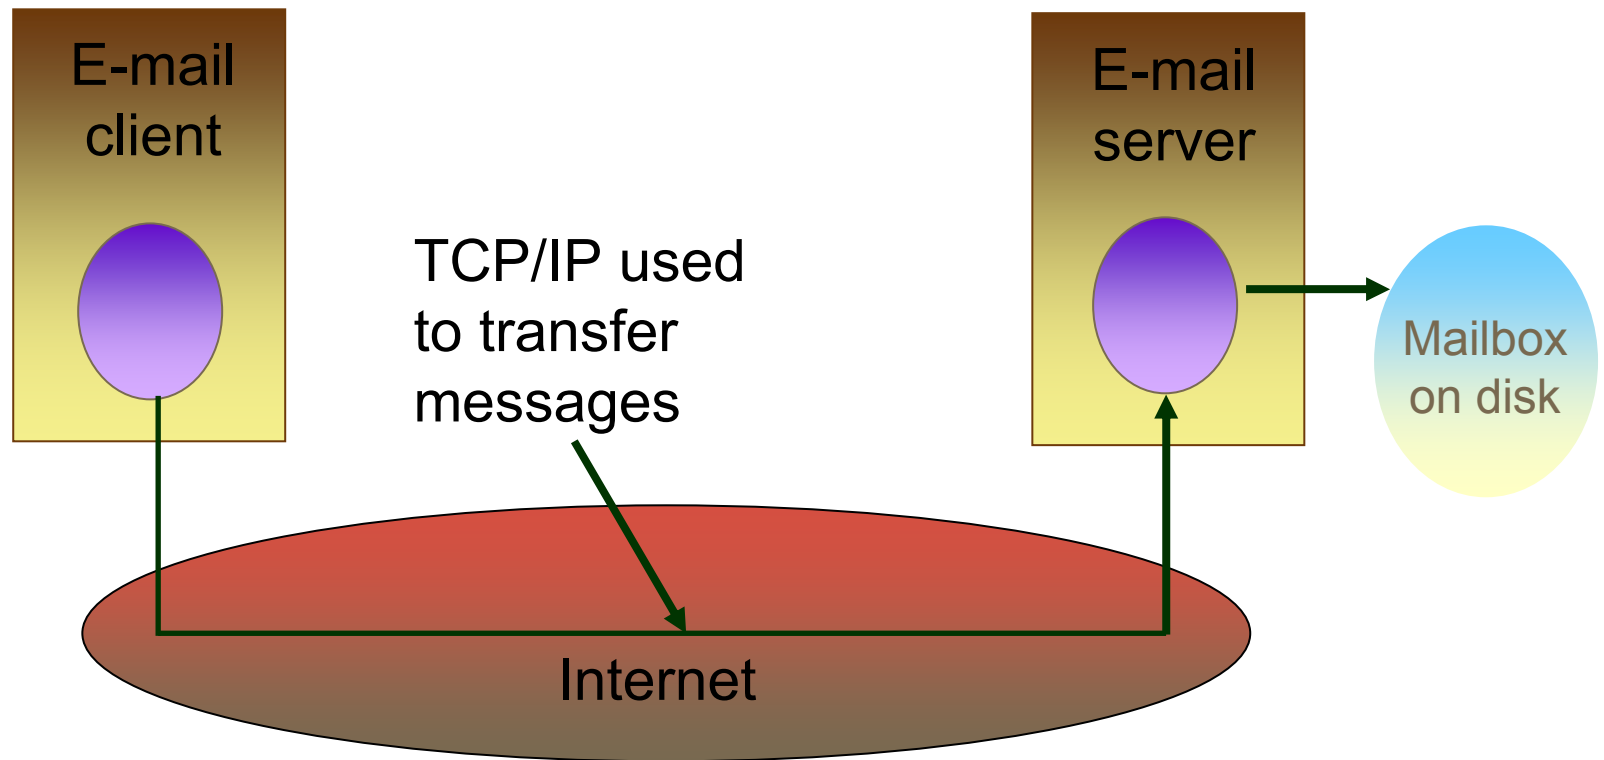 E-mail
client
TCP/IP used
to transfer
messages
E-mail
server
Mailbox
on disk
Internet